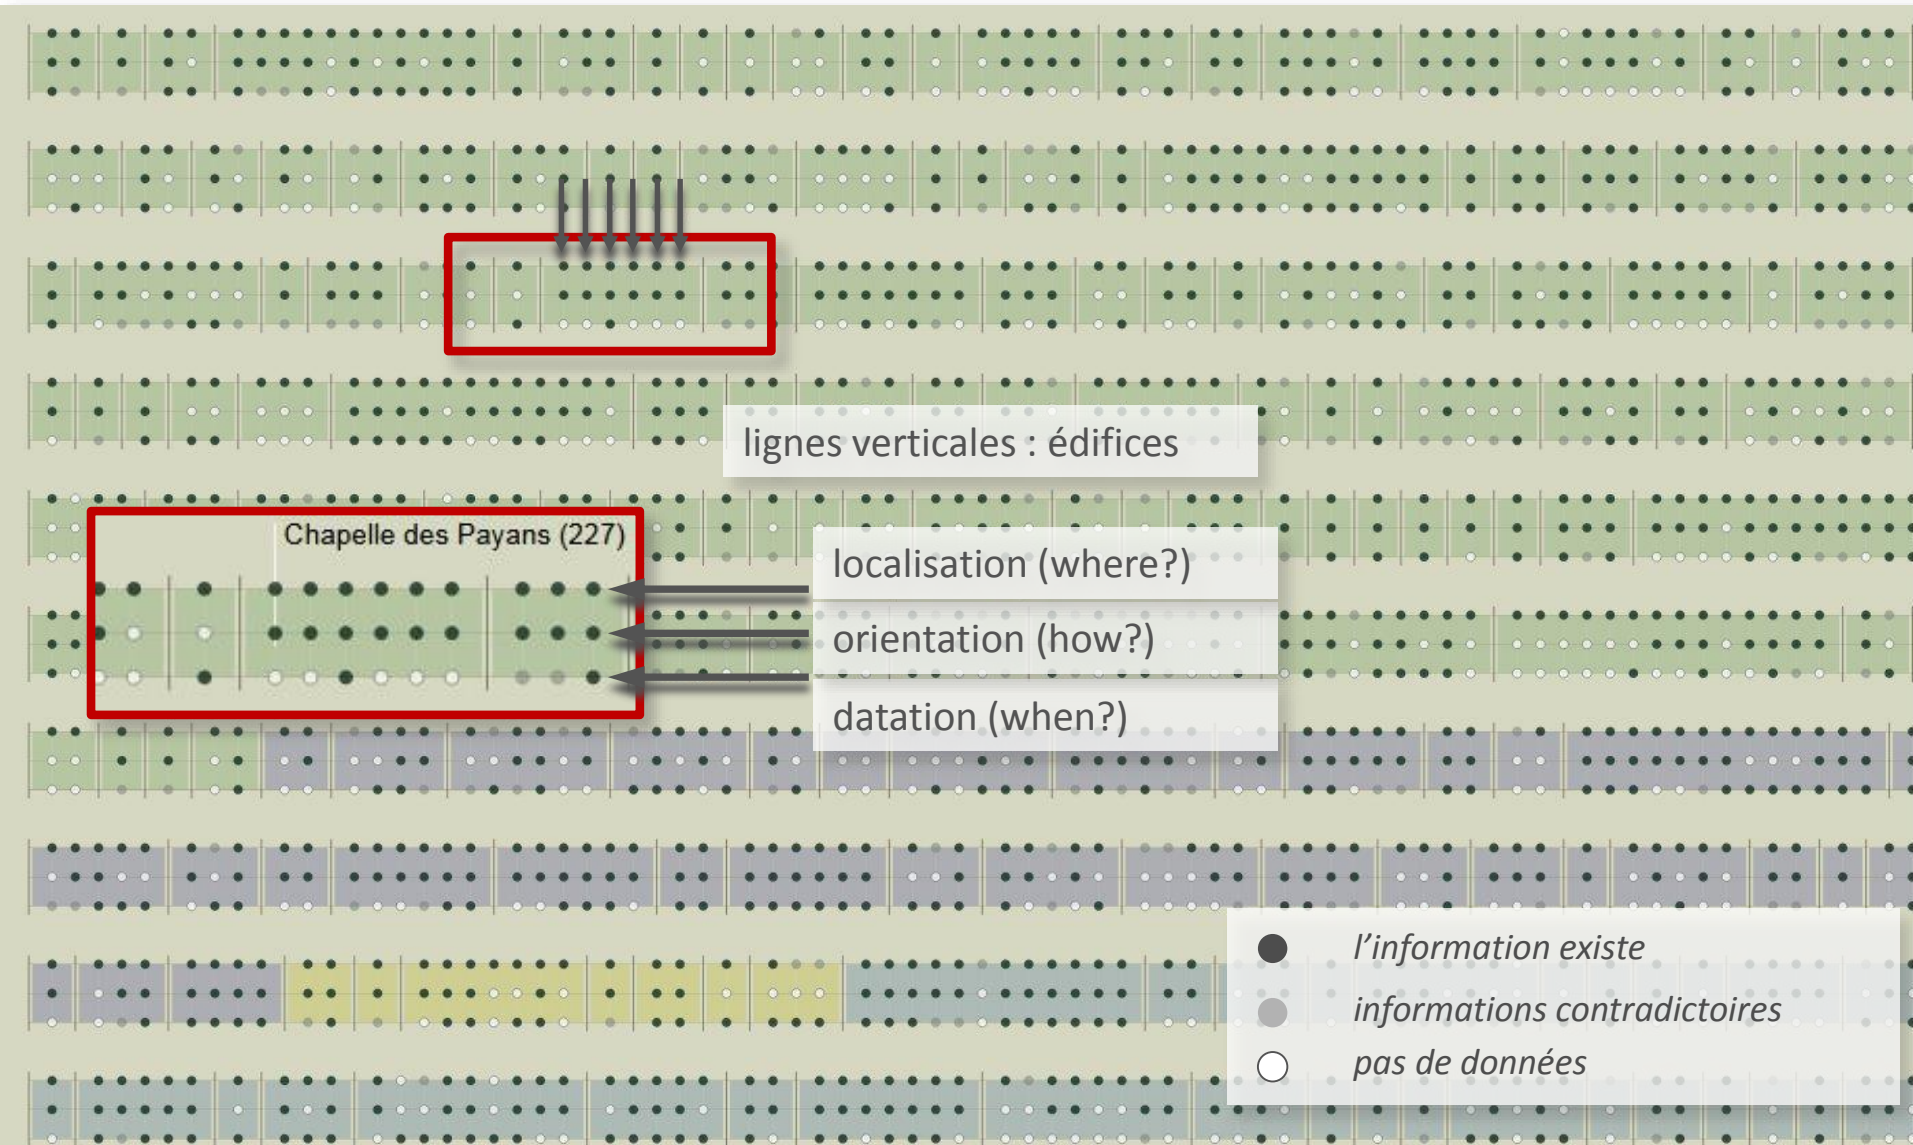 lignes verticales : édifices
Chapelle des Payans (227)
localisation (where?)
orientation (how?)
datation (when?)
l’information existe
informations contradictoires
pas de données